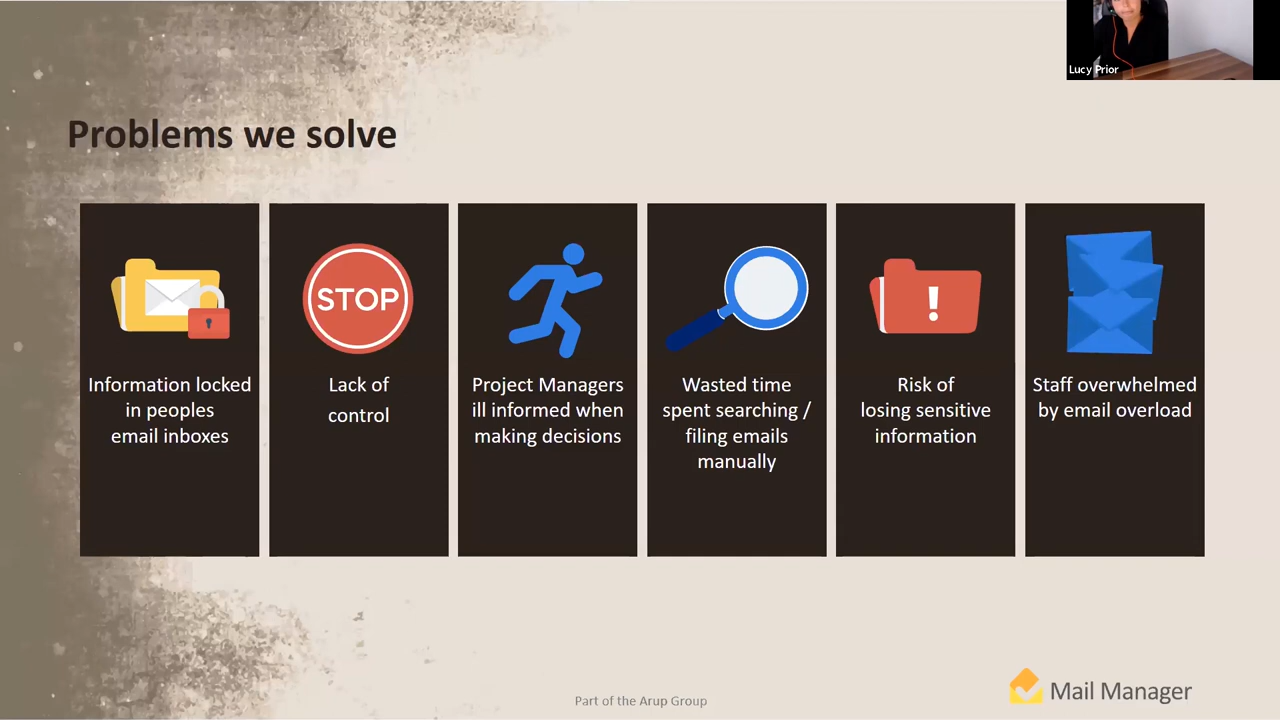 Lucy Prior
Problems we solve
STOP
!
Information locked
in peoples
email inboxes
Lack of
control
Project Managers
ill informed when
making decisions
Wasted time
spent searching /
filing emails
manually
Risk of
losing sensitive
information
Staff overwhelmed
by email overload
Part of the Arup Group
Mail Manager